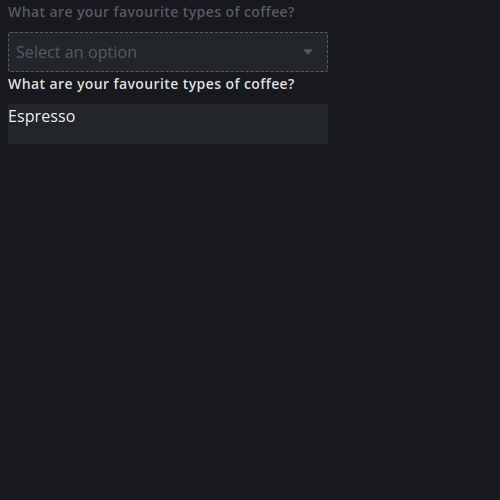 What are your favourite types of coffee?
Select an option
What are your favourite types of coffee?
Espresso